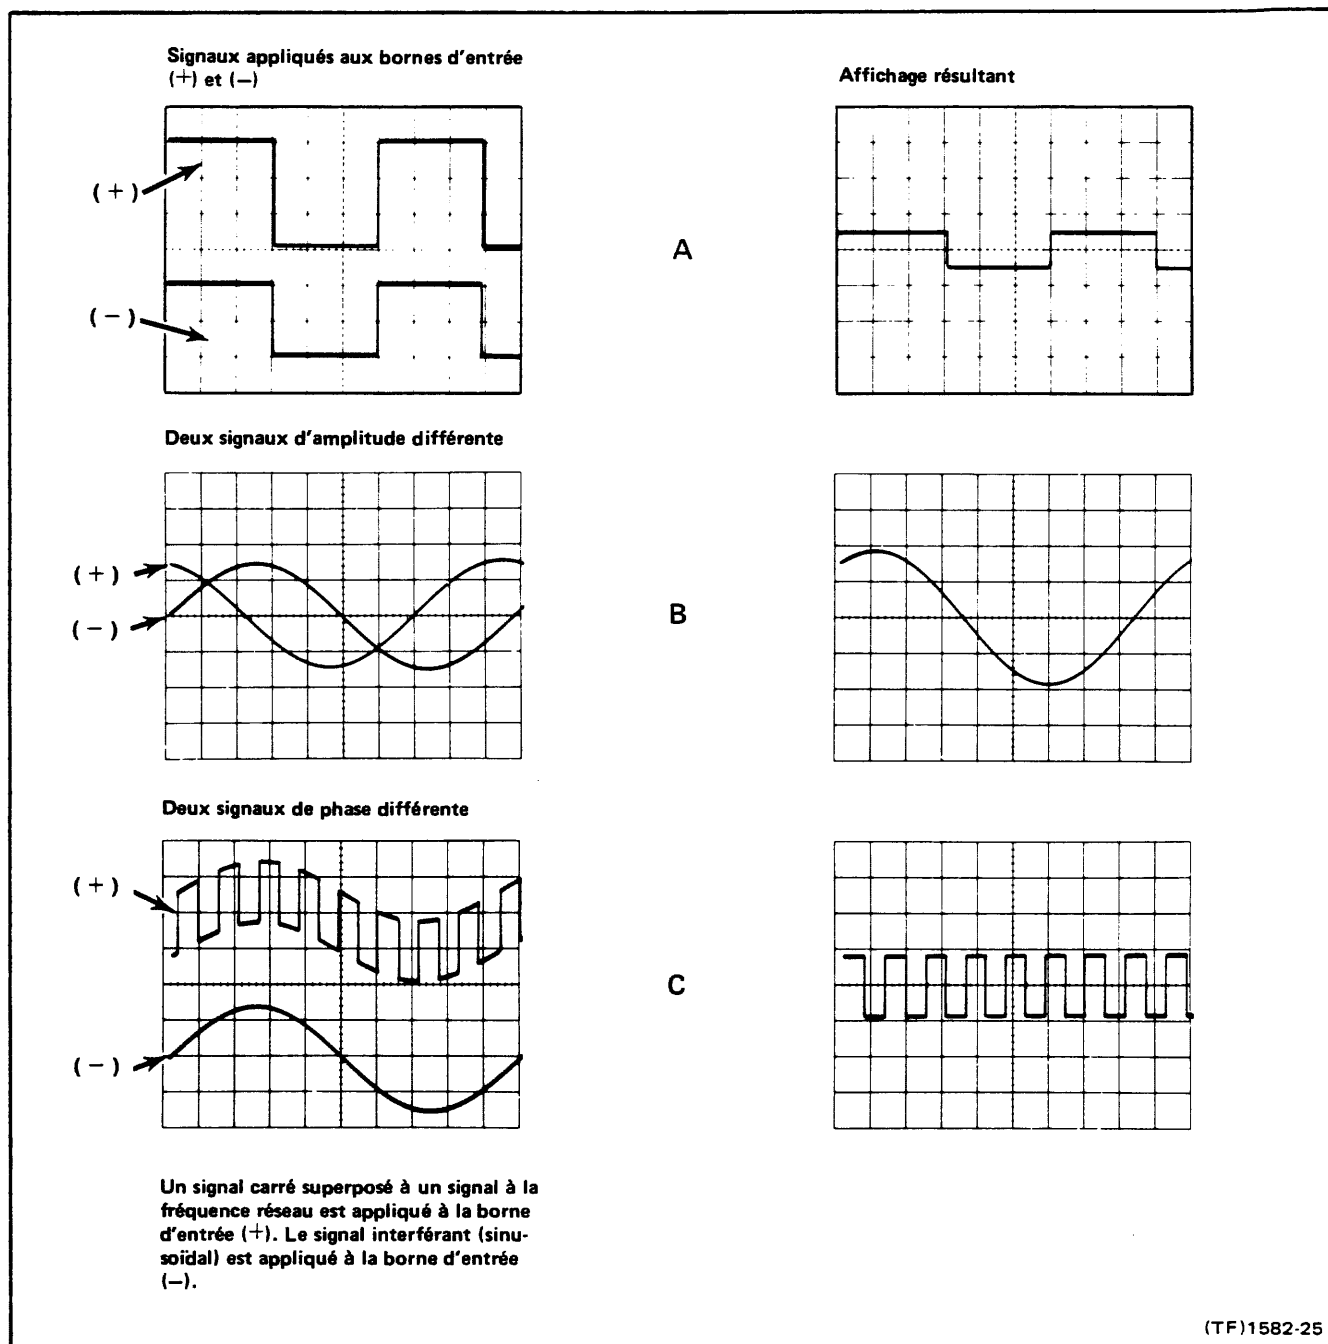 Signaux appliqués aux bornes d'entrée
(+) et (−)
Affichage résultant
(+)
A
(−)
Deux signaux d'amplitude différente
(+)
B
(−)
Deux signaux de phase différente
(+)
C
(−)
Un signal carré superposé à un signal à la
fréquence réseau est appliqué à la borne
d'entrée (+). Le signal interférant (sinu-
soïdal) est appliqué à la borne d'entrée
(−).
(TF)1582-25